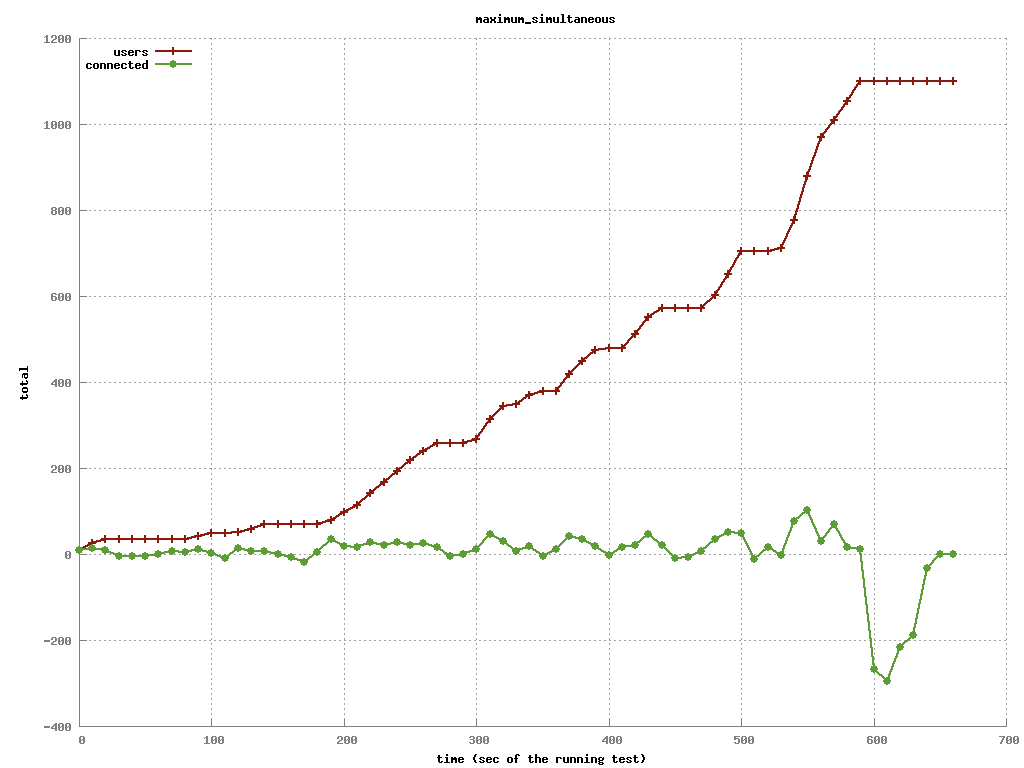 maximum_simultaneous
1200
users
connected
1000
800
600
400
total
200
0
-200
-400
0 100 200 300 400 500 600 700
time (sec of the running test)